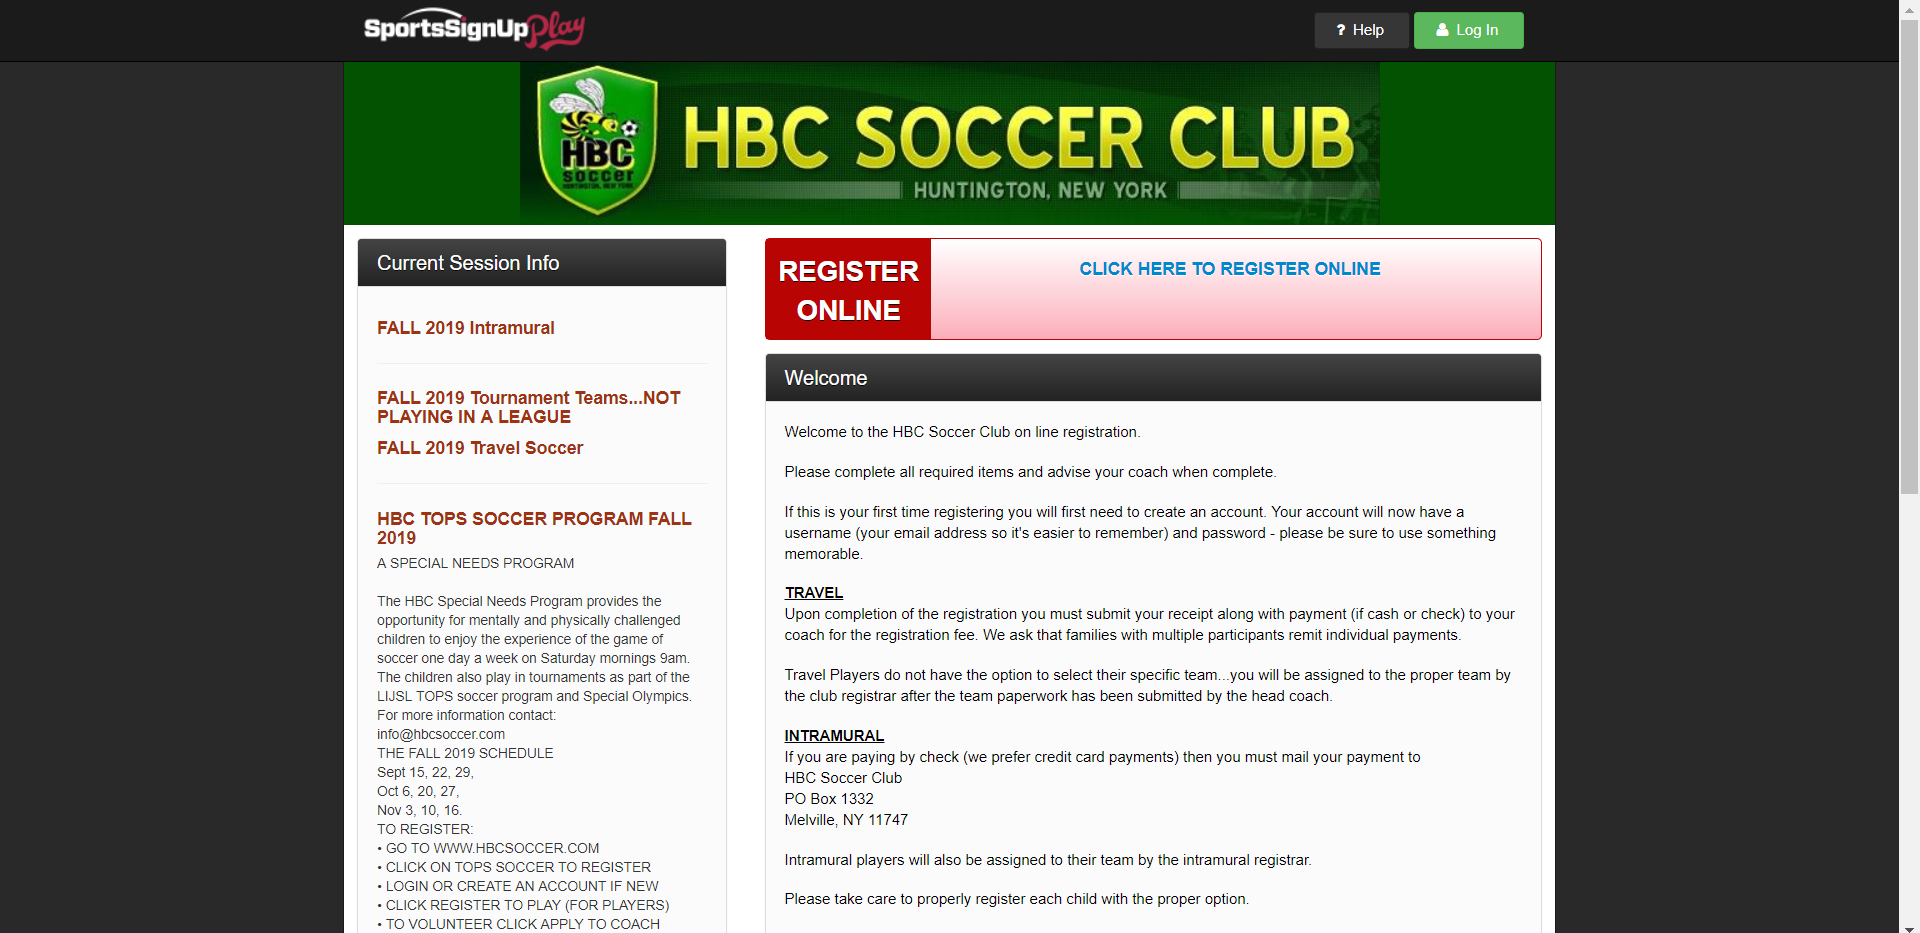 SportsSignUpPlay
? Help
Log In
HBC
soccer
HUNTINGTON, NEW YORK
HBC SOCCER CLUB
HUNTINGTON, NEW YORK
Current Session Info
FALL 2019 Intramural
FALL 2019 Tournament Teams...NOT
PLAYING IN A LEAGUE
FALL 2019 Travel Soccer
HBC TOPS SOCCER PROGRAM FALL
2019
A SPECIAL NEEDS PROGRAM
The HBC Special Needs Program provides the
opportunity for mentally and physically challenged
children to enjoy the experience of the game of
soccer one day a week on Saturday mornings 9am.
The children also play in tournaments as part of the
LIJSL TOPS soccer program and Special Olympics.
For more information contact:
info@hbcsoccer.com
THE FALL 2019 SCHEDULE
Sept 15, 22, 29,
Oct 6, 20, 27,
Nov 3, 10, 16.
TO REGISTER:
• GO TO WWW.HBCSOCCER.COM
• CLICK ON TOPS SOCCER TO REGISTER
• LOGIN OR CREATE AN ACCOUNT IF NEW
• CLICK REGISTER TO PLAY (FOR PLAYERS)
• TO VOLUNTEER CLICK APPLY TO COACH
REGISTER
ONLINE
CLICK HERE TO REGISTER ONLINE
Welcome
Welcome to the HBC Soccer Club on line registration.
Please complete all required items and advise your coach when complete.
If this is your first time registering you will first need to create an account. Your account will now have a
username (your email address so it's easier to remember) and password - please be sure to use something
memorable.
TRAVEL
Upon completion of the registration you must submit your receipt along with payment (if cash or check) to your
coach for the registration fee. We ask that families with multiple participants remit individual payments.
Travel Players do not have the option to select their specific team...you will be assigned to the proper team by
the club registrar after the team paperwork has been submitted by the head coach.
INTRAMURAL
If you are paying by check (we prefer credit card payments) then you must mail your payment to
HBC Soccer Club
PO Box 1332
Melville, NY 11747
Intramural players will also be assigned to their team by the intramural registrar.
Please take care to properly register each child with the proper option.